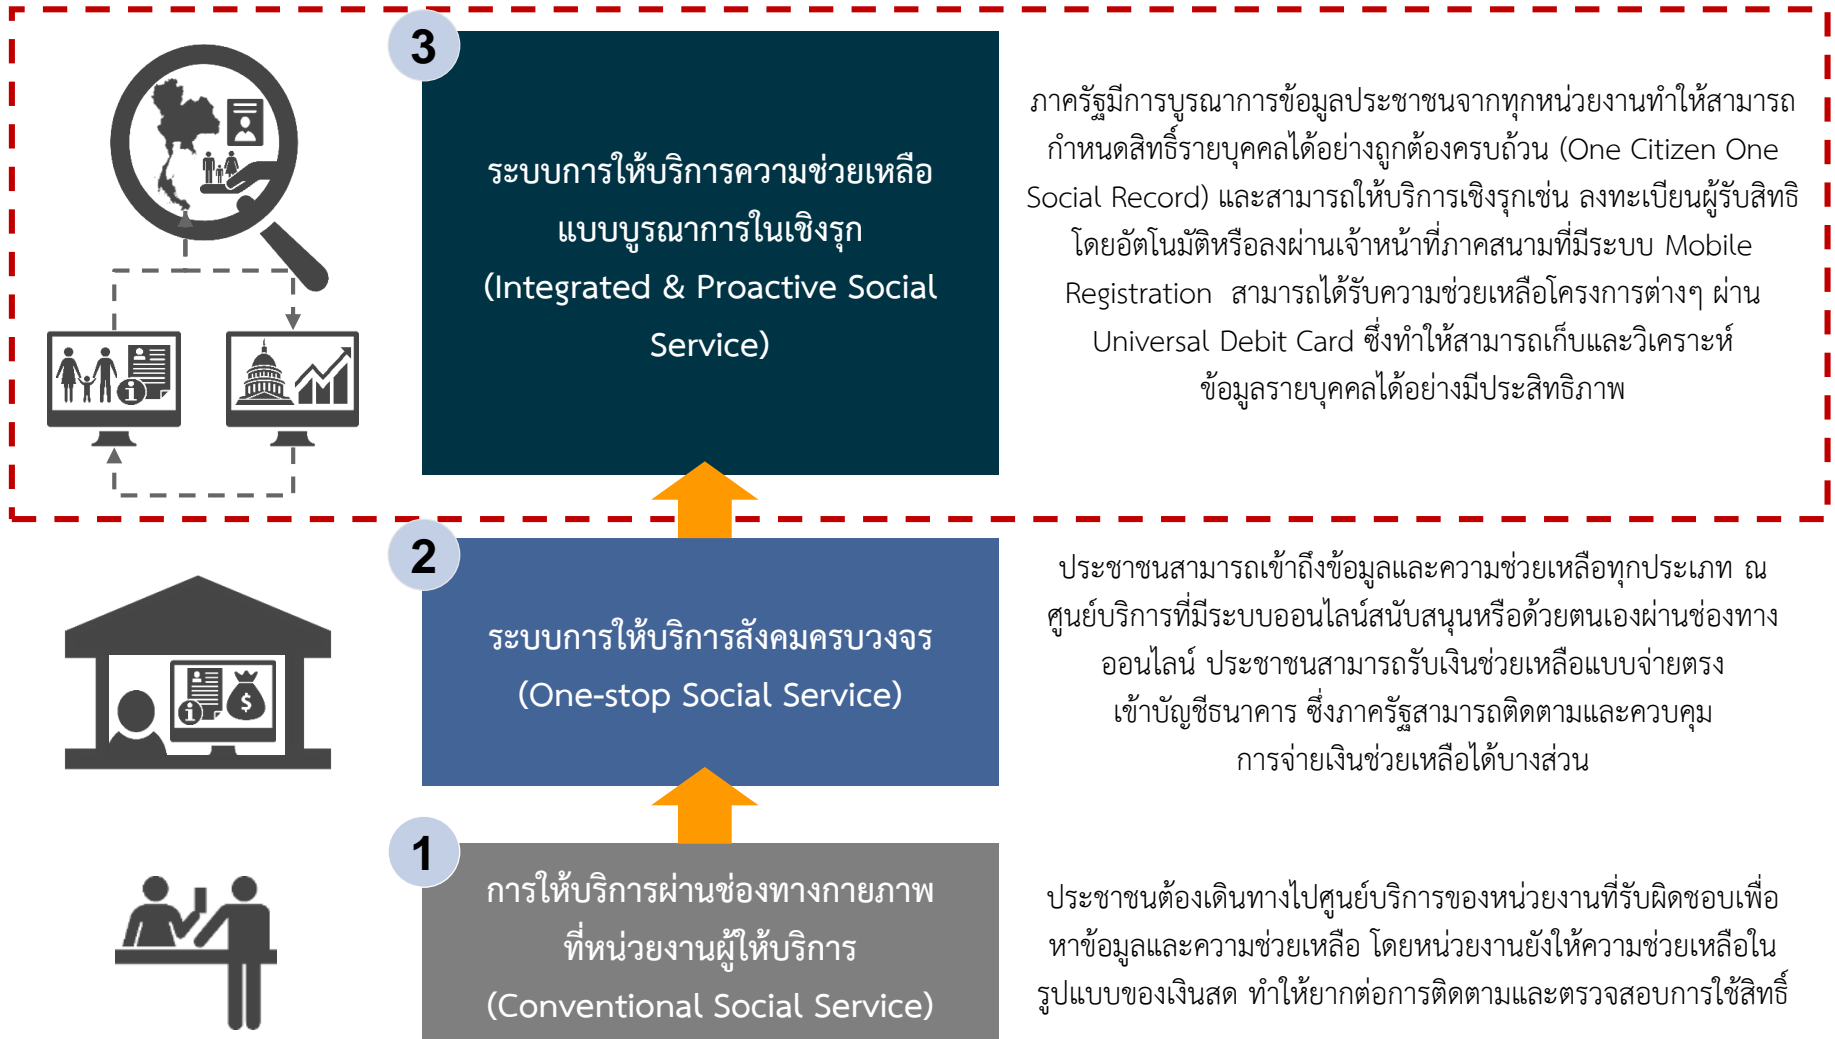 3
ระบบการให้บริการความช่วยเหลือ
แบบบูรณาการในเชิงรุก
(Integrated & Proactive Social
Service)
ภาครัฐมีการบูรณาการข้อมูลประชาชนจากทุกหน่วยงานทำให้สามารถ
กำหนดสิทธิ์รายบุคคลได้อย่างถูกต้องครบถ้วน (One Citizen One
Social Record) และสามารถให้บริการเชิงรุกเช่น ลงทะเบียนผู้รับสิทธิ
โดยอัตโนมัติหรือลงผ่านเจ้าหน้าที่ภาคสนามที่มีระบบ Mobile
Registration สามารถได้รับความช่วยเหลือโครงการต่างๆ ผ่าน
Universal Debit Card ซึ่งทำให้สามารถเก็บและวิเคราะห์
ข้อมูลรายบุคคลได้อย่างมีประสิทธิภาพ
2
ระบบการให้บริการสังคมครบวงจร
(One-stop Social Service)
ประชาชนสามารถเข้าถึงข้อมูลและความช่วยเหลือทุกประเภท ณ
ศูนย์บริการที่มีระบบออนไลน์สนับสนุนหรือด้วยตนเองผ่านช่องทาง
ออนไลน์ ประชาชนสามารถรับเงินช่วยเหลือแบบจ่ายตรง
เข้าบัญชีธนาคาร ซึ่งภาครัฐสามารถติดตามและควบคุม
การจ่ายเงินช่วยเหลือได้บางส่วน
1
การให้บริการผ่านช่องทางกายภาพ
ที่หน่วยงานผู้ให้บริการ
(Conventional Social Service)
ประชาชนต้องเดินทางไปศูนย์บริการของหน่วยงานที่รับผิดชอบเพื่อ
หาข้อมูลและความช่วยเหลือ โดยหน่วยงานยังให้ความช่วยเหลือใน
รูปแบบของเงินสด ทำให้ยากต่อการติดตามและตรวจสอบการใช้สิทธิ์